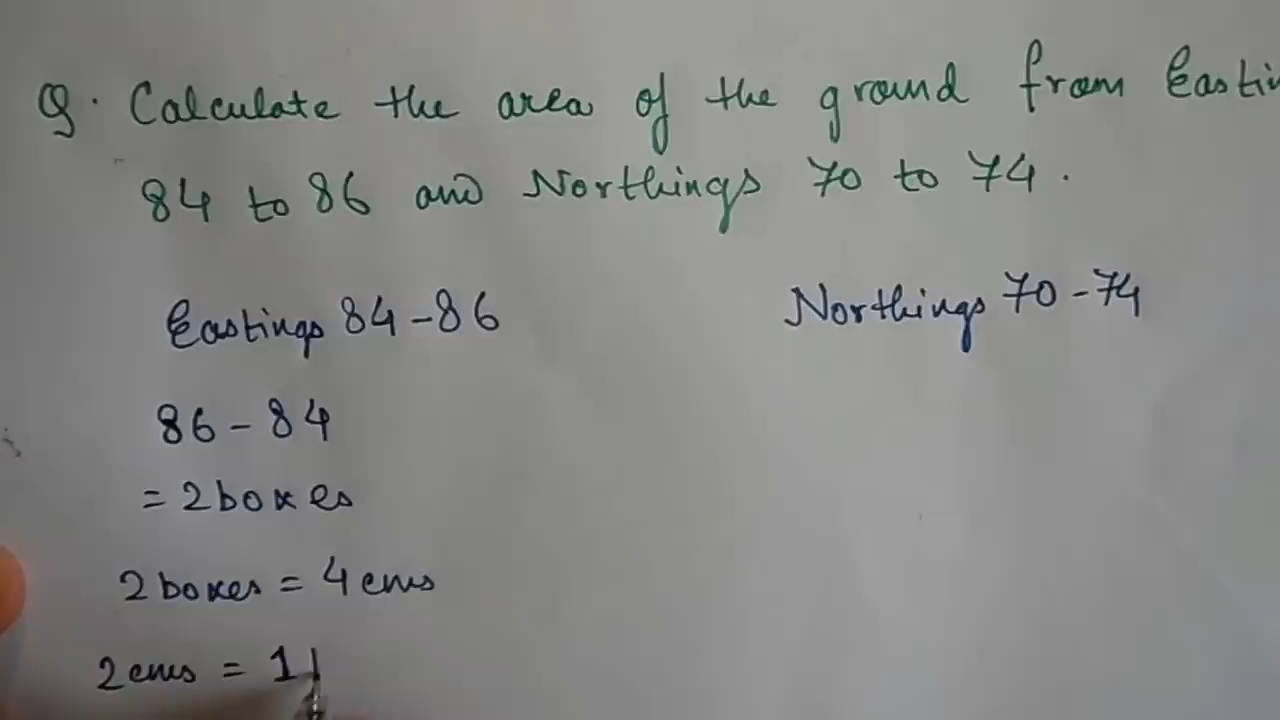 Q. Calculate the area of the ground from Eastin
84 to 86 and Northings 70 to 74.
Eastings 84-86
Northings 70-74
86-84
= 2 boxes
2 boxes = 4 cms
2 cms = 1